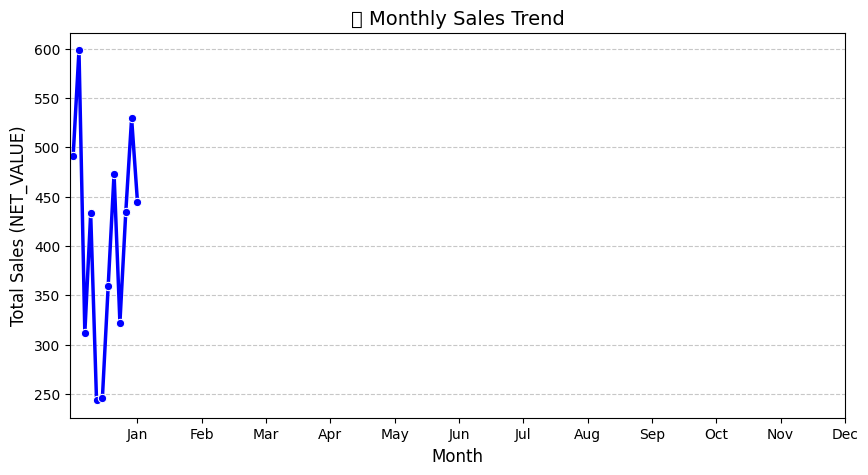 Monthly Sales Trend
Total Sales (NET_VALUE)
600
550
500
450
400
350
300
250
Jan Feb Mar Apr May Jun Jul Aug Sep Oct Nov Dec
Month